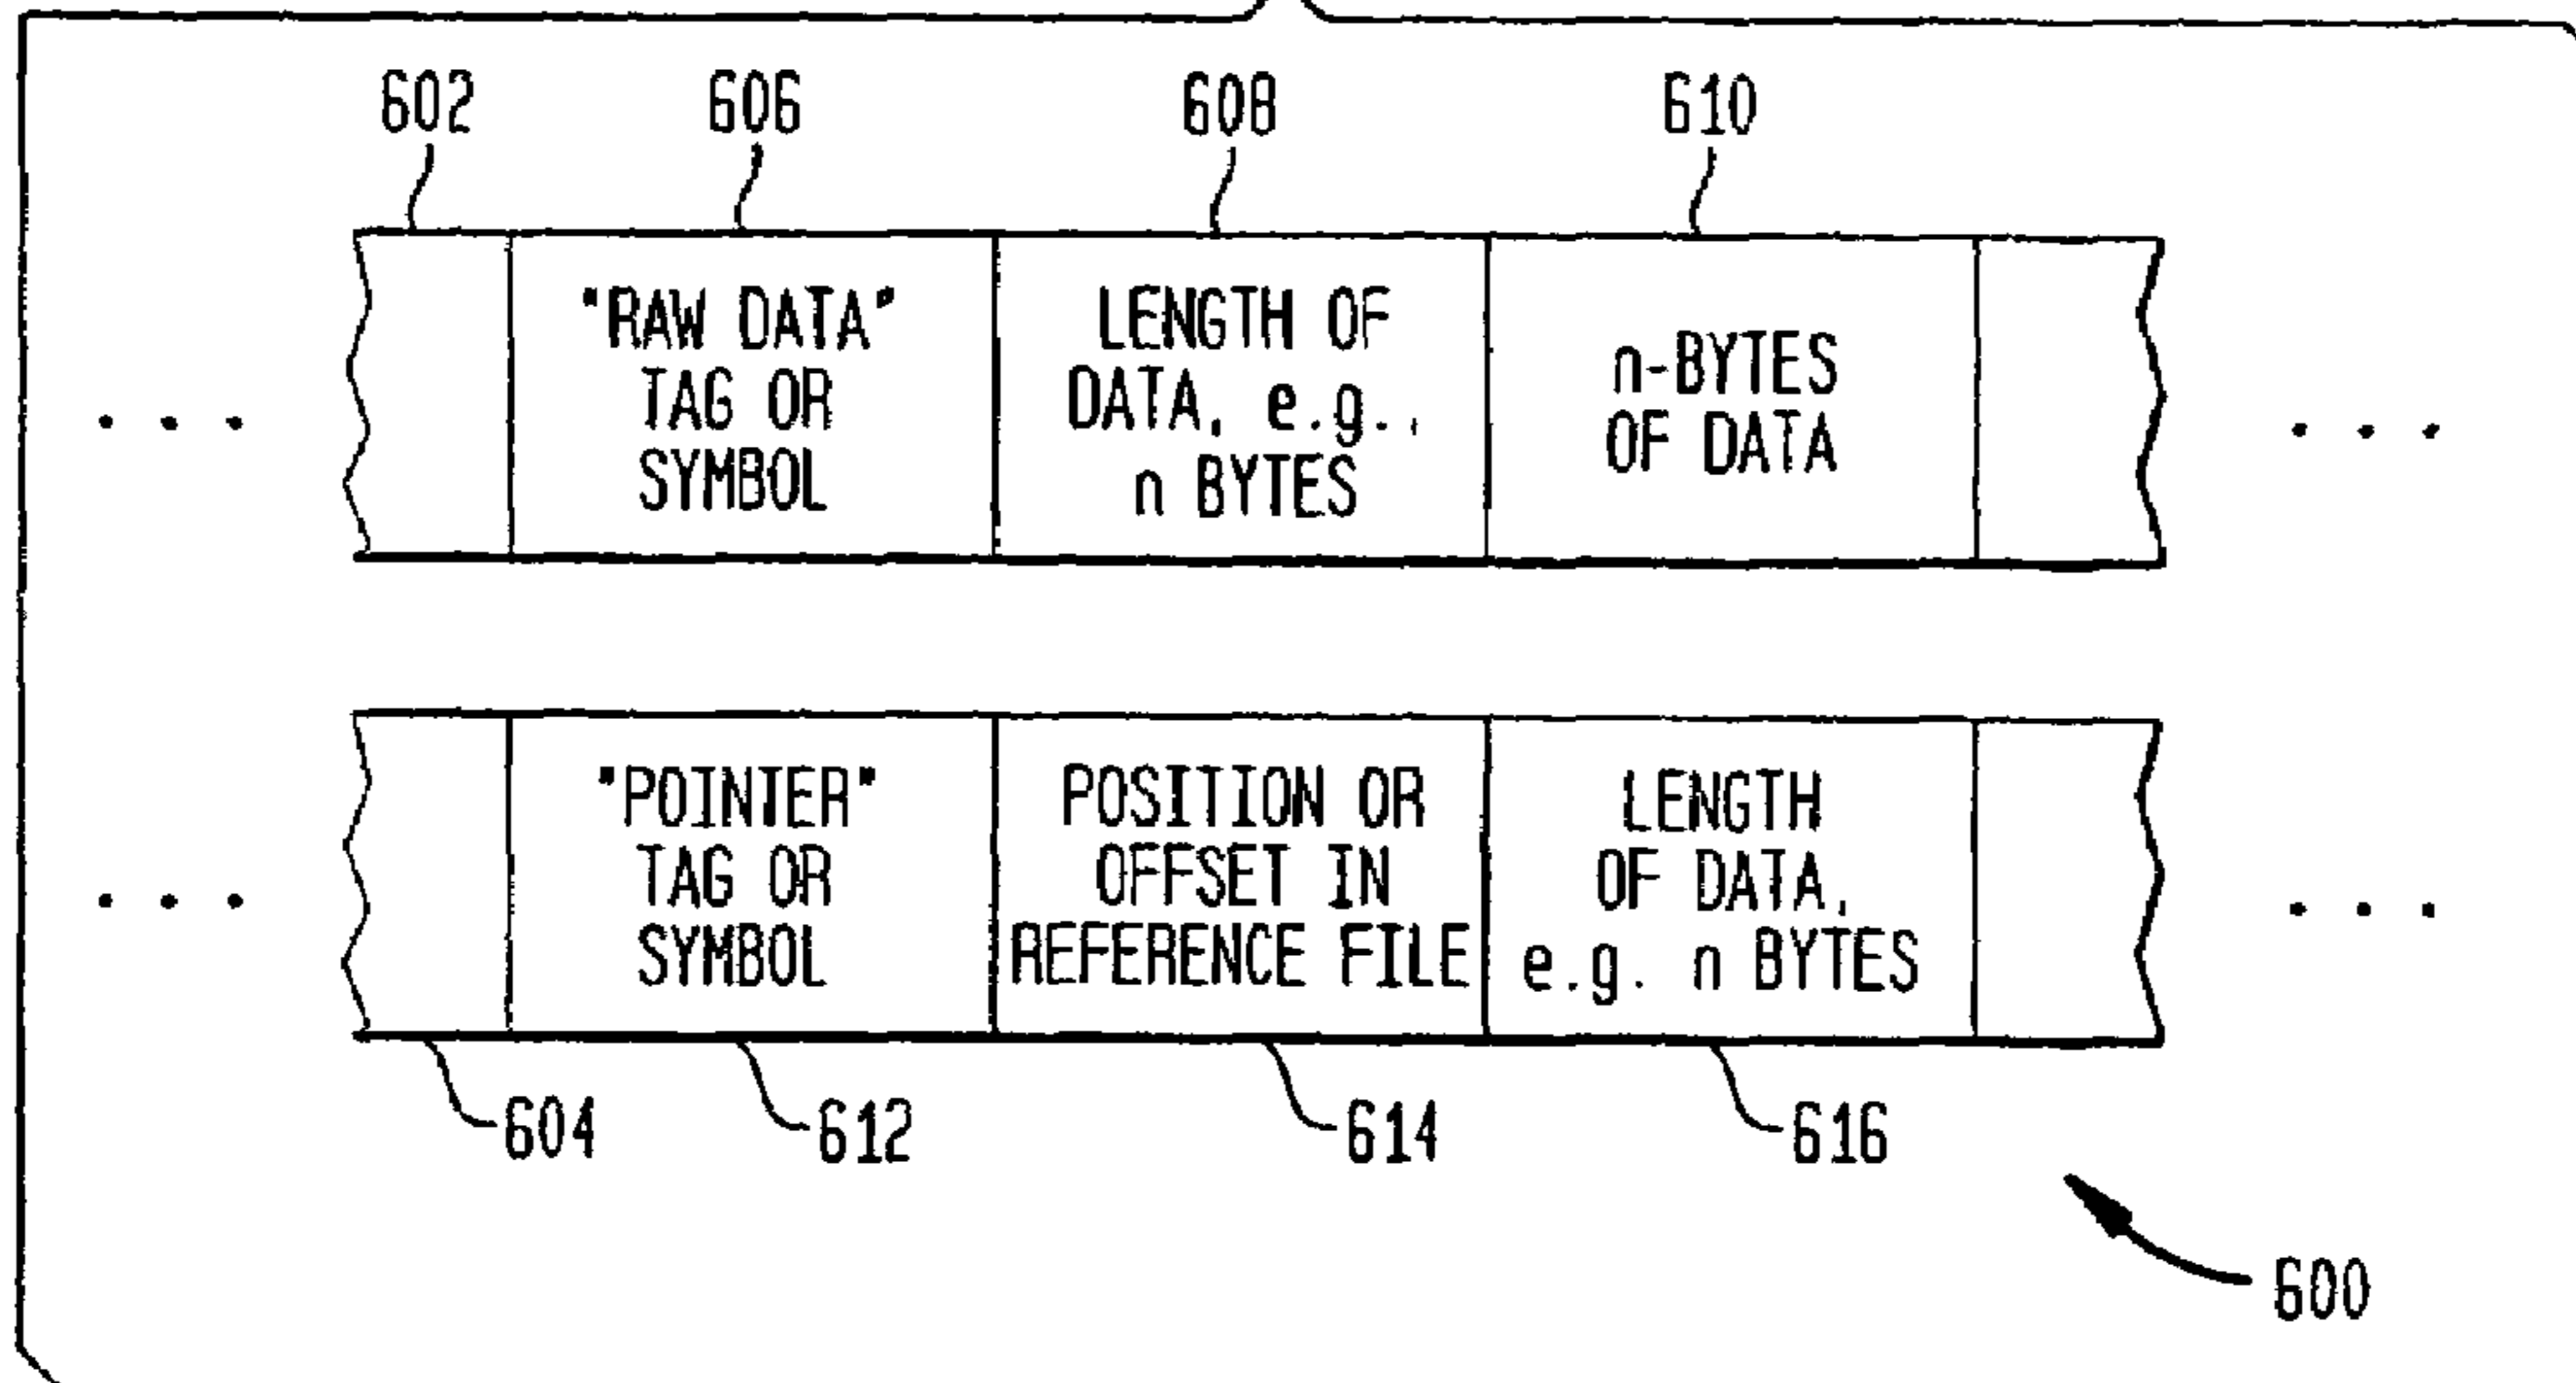 602 606 608 610
"RAW DATA" TAG OR SYMBOL
LENGTH OF DATA, e.g., n BYTES
n-BYTES OF DATA
"POINTER" TAG OR SYMBOL
POSITION OR OFFSET IN REFERENCE FILE
LENGTH OF DATA, e.g. n BYTES
604 612 614 616
600